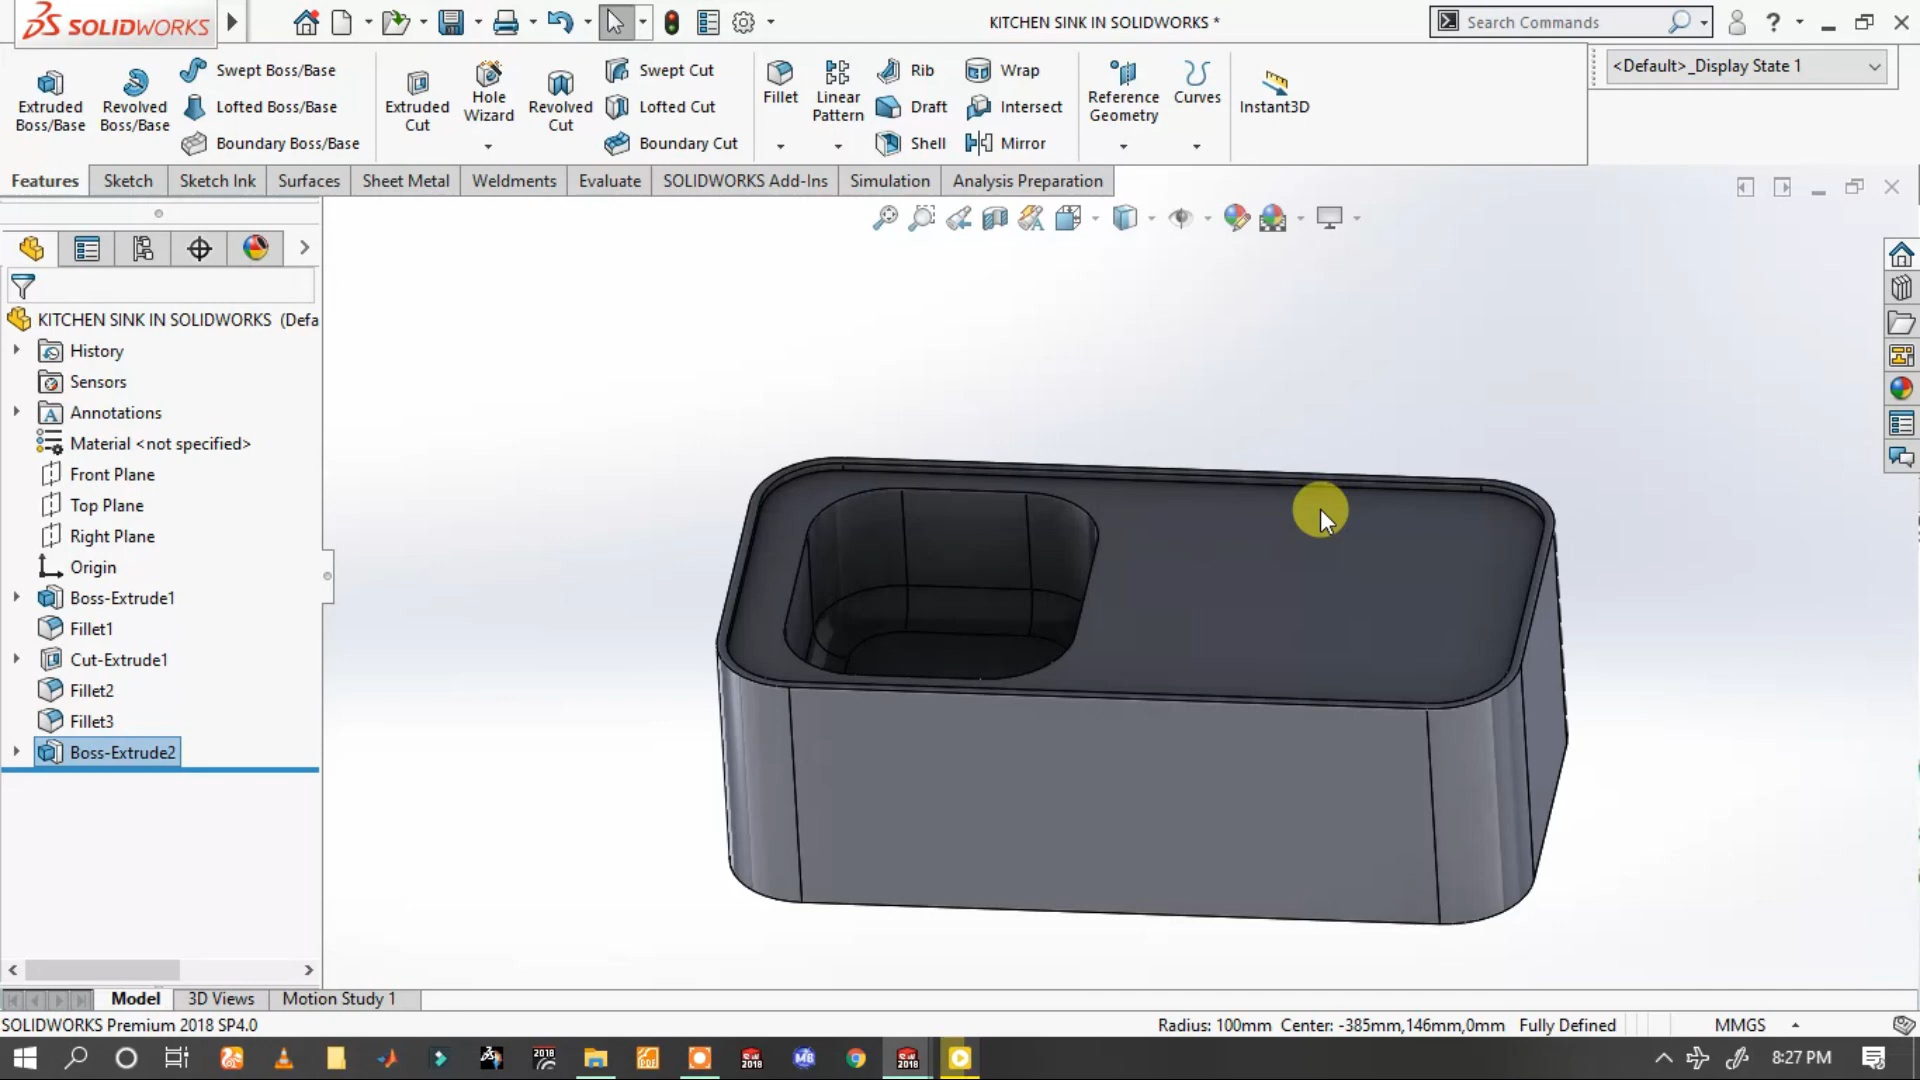 SOLIDWORKS
KITCHEN SINK IN SOLIDWORKS *
Search Commands
Extruded Boss/Base
Revolved Boss/Base
Swept Boss/Base
Lofted Boss/Base
Boundary Boss/Base
Extruded Cut
Hole Wizard
Revolved Cut
Swept Cut
Lofted Cut
Boundary Cut
Fillet
Linear Pattern
Rib
Draft
Shell
Wrap
Intersect
Mirror
Reference Geometry
Curves
Instant3D
<Default>_Display State 1
Features
Sketch
Sketch Ink
Surfaces
Sheet Metal
Weldments
Evaluate
SOLIDWORKS Add-Ins
Simulation
Analysis Preparation
KITCHEN SINK IN SOLIDWORKS (Defa
History
Sensors
Annotations
Material <not specified>
Front Plane
Top Plane
Right Plane
Origin
Boss-Extrude1
Fillet1
Cut-Extrude1
Fillet2
Fillet3
Boss-Extrude2
Model
3D Views
Motion Study 1
SOLIDWORKS Premium 2018 SP4.0
Radius: 100mm Center: -385mm,146mm,0mm
Fully Defined
MMGS
8:27 PM